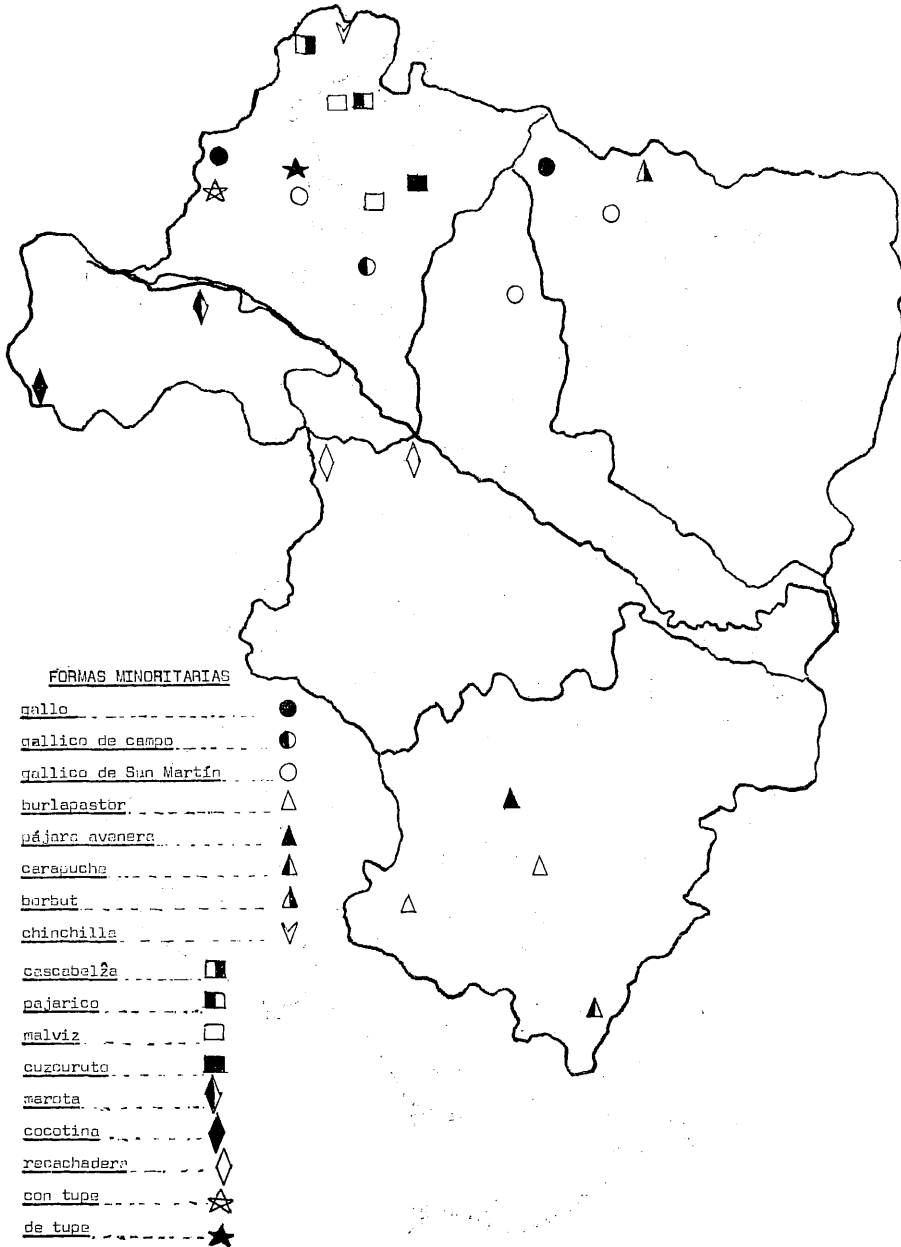 FORMAS MINORITARIAS
gallo
gallico de campo
gallico de San Martín
burlapastor
pájaro avenero
carapuche
borbut
chinchilla
cascabelêa
pajarico
malviz
cuzcuruto
marota
cocotina
recachadera
con tupe
de tupe